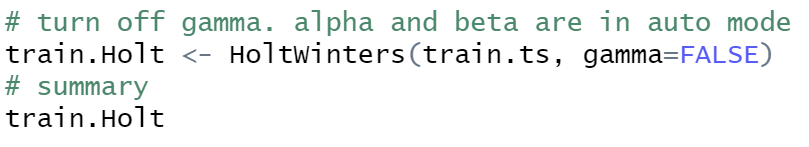 # turn off gamma. alpha and beta are in auto mode
train.Holt <- HoltWinters(train.ts, gamma=FALSE)
# summary
train.Holt